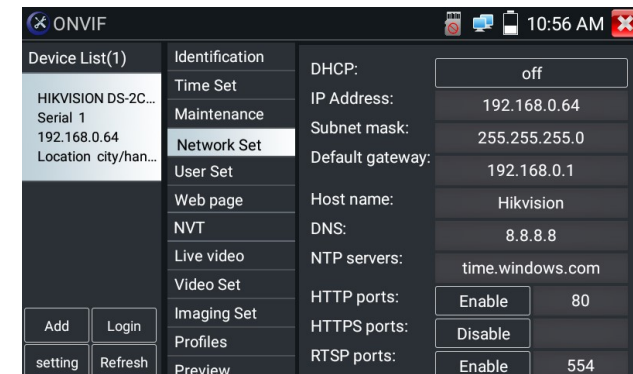 ONVIF
10:56 AM
Device List(1)
HIKVISION DS-2C...
Serial 1
192.168.0.64
Location city/han...
Add
Login
setting
Refresh
Identification
Time Set
Maintenance
Network Set
User Set
Web page
NVT
Live video
Video Set
Imaging Set
Profiles
Preview
DHCP: off
IP Address: 192.168.0.64
Subnet mask: 255.255.255.0
Default gateway: 192.168.0.1
Host name: Hikvision
DNS: 8.8.8.8
NTP servers: time.windows.com
HTTP ports: Enable 80
HTTPS ports: Disable
RTSP ports: Enable 554